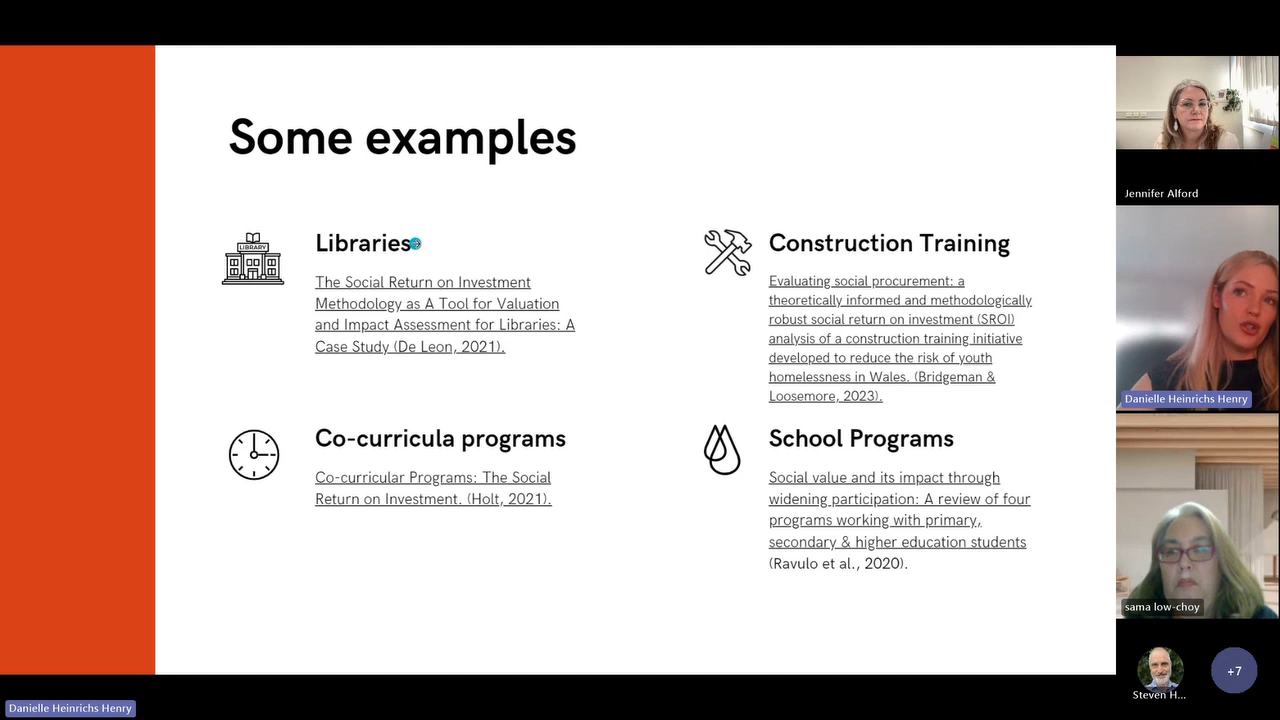 Some examples
LIBRARY
Libraries
The Social Return on Investment
Methodology as A Tool for Valuation
and Impact Assessment for Libraries: A
Case Study (De Leon, 2021).
Construction Training
Evaluating social procurement: a
theoretically informed and methodologically
robust social return on investment (SROI)
analysis of a construction training initiative
developed to reduce the risk of youth
homelessness in Wales. (Bridgeman &
Loosemore, 2023).
Co-curricula programs
Co-curricular Programs: The Social
Return on Investment. (Holt, 2021).
School Programs
Social value and its impact through
widening participation: A review of four
programs working with primary,
secondary & higher education students
(Ravulo et al., 2020).
Jennifer Alford
Danielle Heinrichs Henry
sama low-choy
Steven H...
+7
Danielle Heinrichs Henry